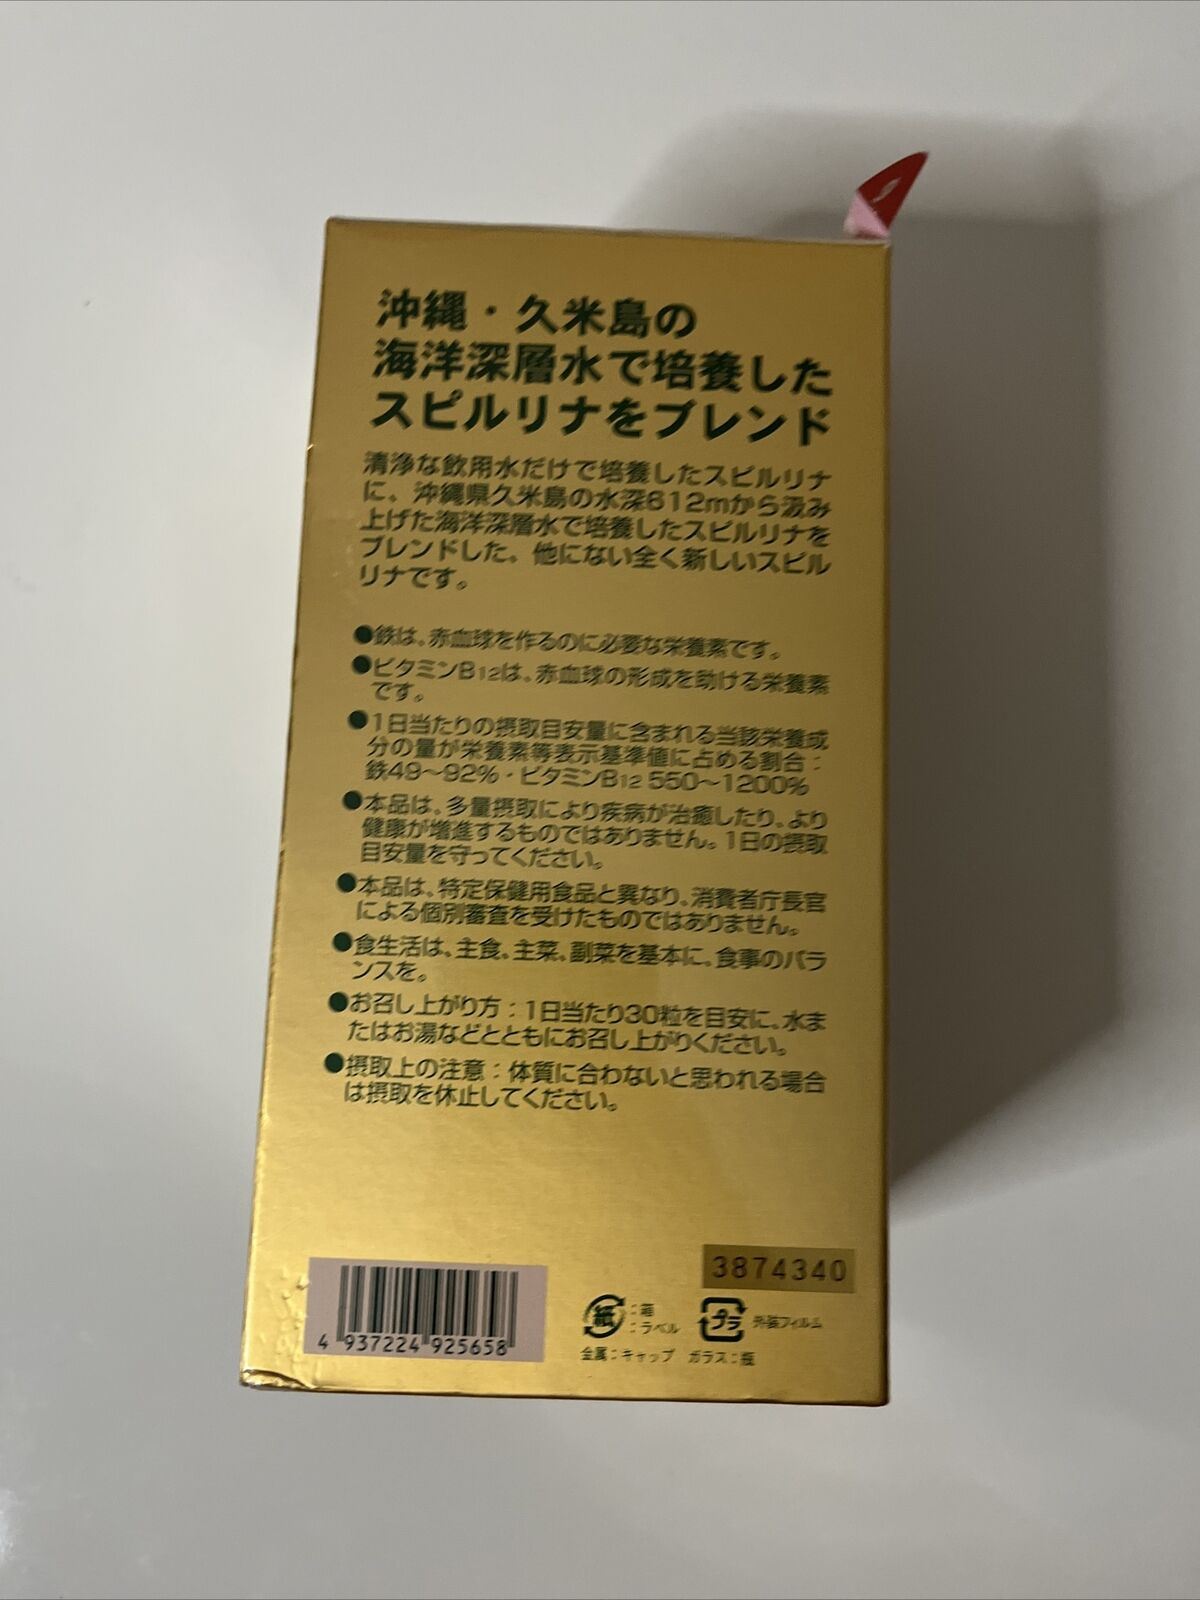 沖縄・久米島の
海洋深層水で培養した
スピルリナをブレンド
清浄な飲用水だけで培養したスピルリナ
に、沖縄県久米島の水深612mから汲み
上げた海洋深層水で培養したスピルリナを
ブレンドした、他にない全く新しいスピル
リナです。
●鉄は、赤血球を作るのに必要な栄養素です。
●ビタミンB12は、赤血球の形成を助ける栄養素
です。
●1日当たりの摂取目安量に含まれる当該栄養成
分の量が栄養素等表示基準値に占める割合：
鉄49～92%・ビタミンB12 550～1200%
●本品は、多量摂取により疾病が治癒したり、より
健康が増進するものではありません。1日の摂取
目安量を守ってください。
●本品は、特定保健用食品と異なり、消費者庁長官
による個別審査を受けたものではありません。
●食生活は、主食、主菜、副菜を基本に、食事のバラ
ンスを。
●お召し上がり方：1日当たり30粒を目安に、水ま
たはお湯などとともにお召し上がりください。
●摂取上の注意：体質に合わないと思われる場合
は摂取を休止してください。
3874340
紙 ：箱
：ラベル
プラ 外装フィルム
金属：キャップ ガラス：瓶
4 937224 925658